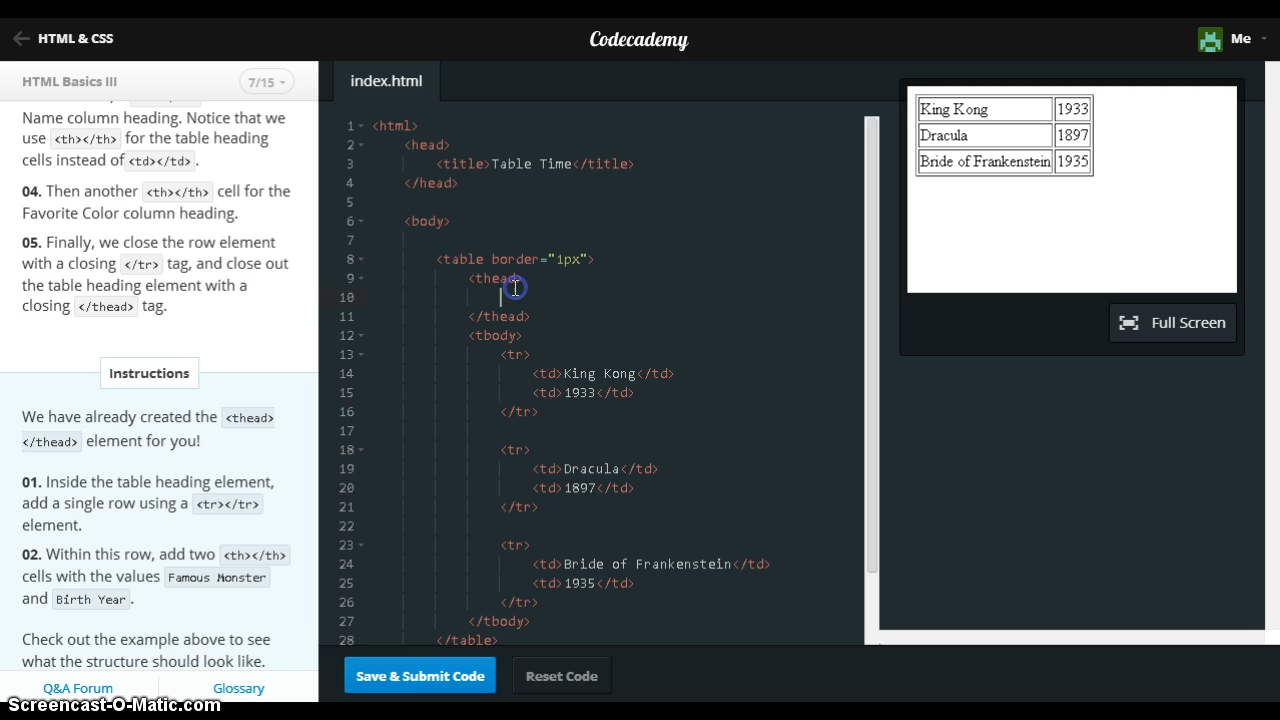 HTML & CSS
Codecademy
Me
HTML Basics III
7/15
index.html
Name column heading. Notice that we
use <th></th> for the table heading
cells instead of <td></td>.
04. Then another <th></th> cell for the
Favorite Color column heading.
05. Finally, we close the row element
with a closing </tr> tag, and close out
the table heading element with a
closing </thead> tag.
Instructions
We have already created the <thead>
</thead> element for you!
01. Inside the table heading element,
add a single row using a <tr></tr>
element.
02. Within this row, add two <th></th>
cells with the values Famous Monster
and Birth Year.
Check out the example above to see
what the structure should look like.
Q&A Forum
Glossary
1 <html>
2 <head>
3 <title>Table Time</title>
4 </head>
5
6 <body>
7
8 <table border="1px">
9 <thead>
10
11 </thead>
12 <tbody>
13 <tr>
14 <td>King Kong</td>
15 <td>1933</td>
16 </tr>
17
18 <tr>
19 <td>Dracula</td>
20 <td>1897</td>
21 </tr>
22
23 <tr>
24 <td>Bride of Frankenstein</td>
25 <td>1935</td>
26 </tr>
27 </tbody>
28 </table>
Save & Submit Code
Reset Code
King Kong 1933
Dracula 1897
Bride of Frankenstein 1935
Full Screen
Screencast-O-Matic.com